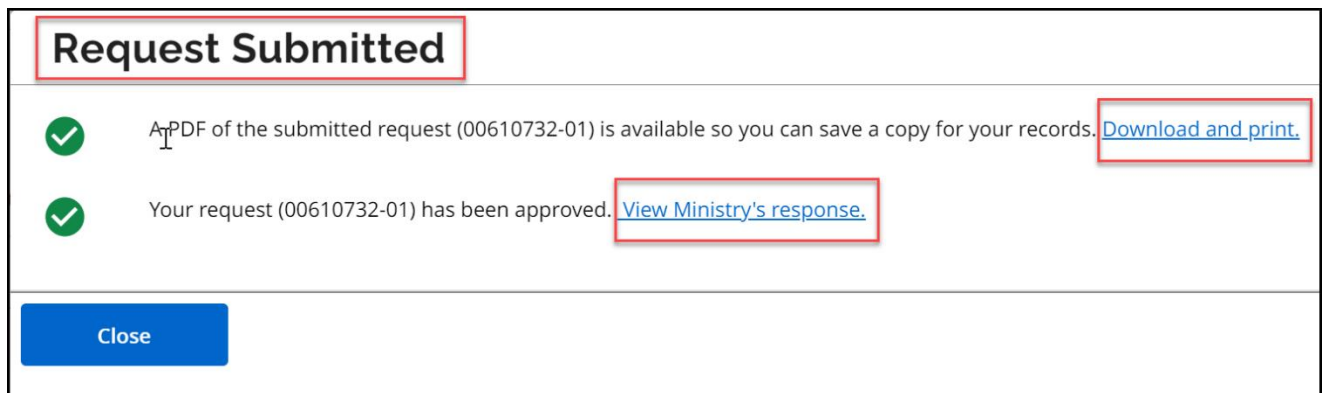 Request Submitted
A PDF of the submitted request (00610732-01) is available so you can save a copy for your records. Download and print.
Your request (00610732-01) has been approved. View Ministry's response.
Close